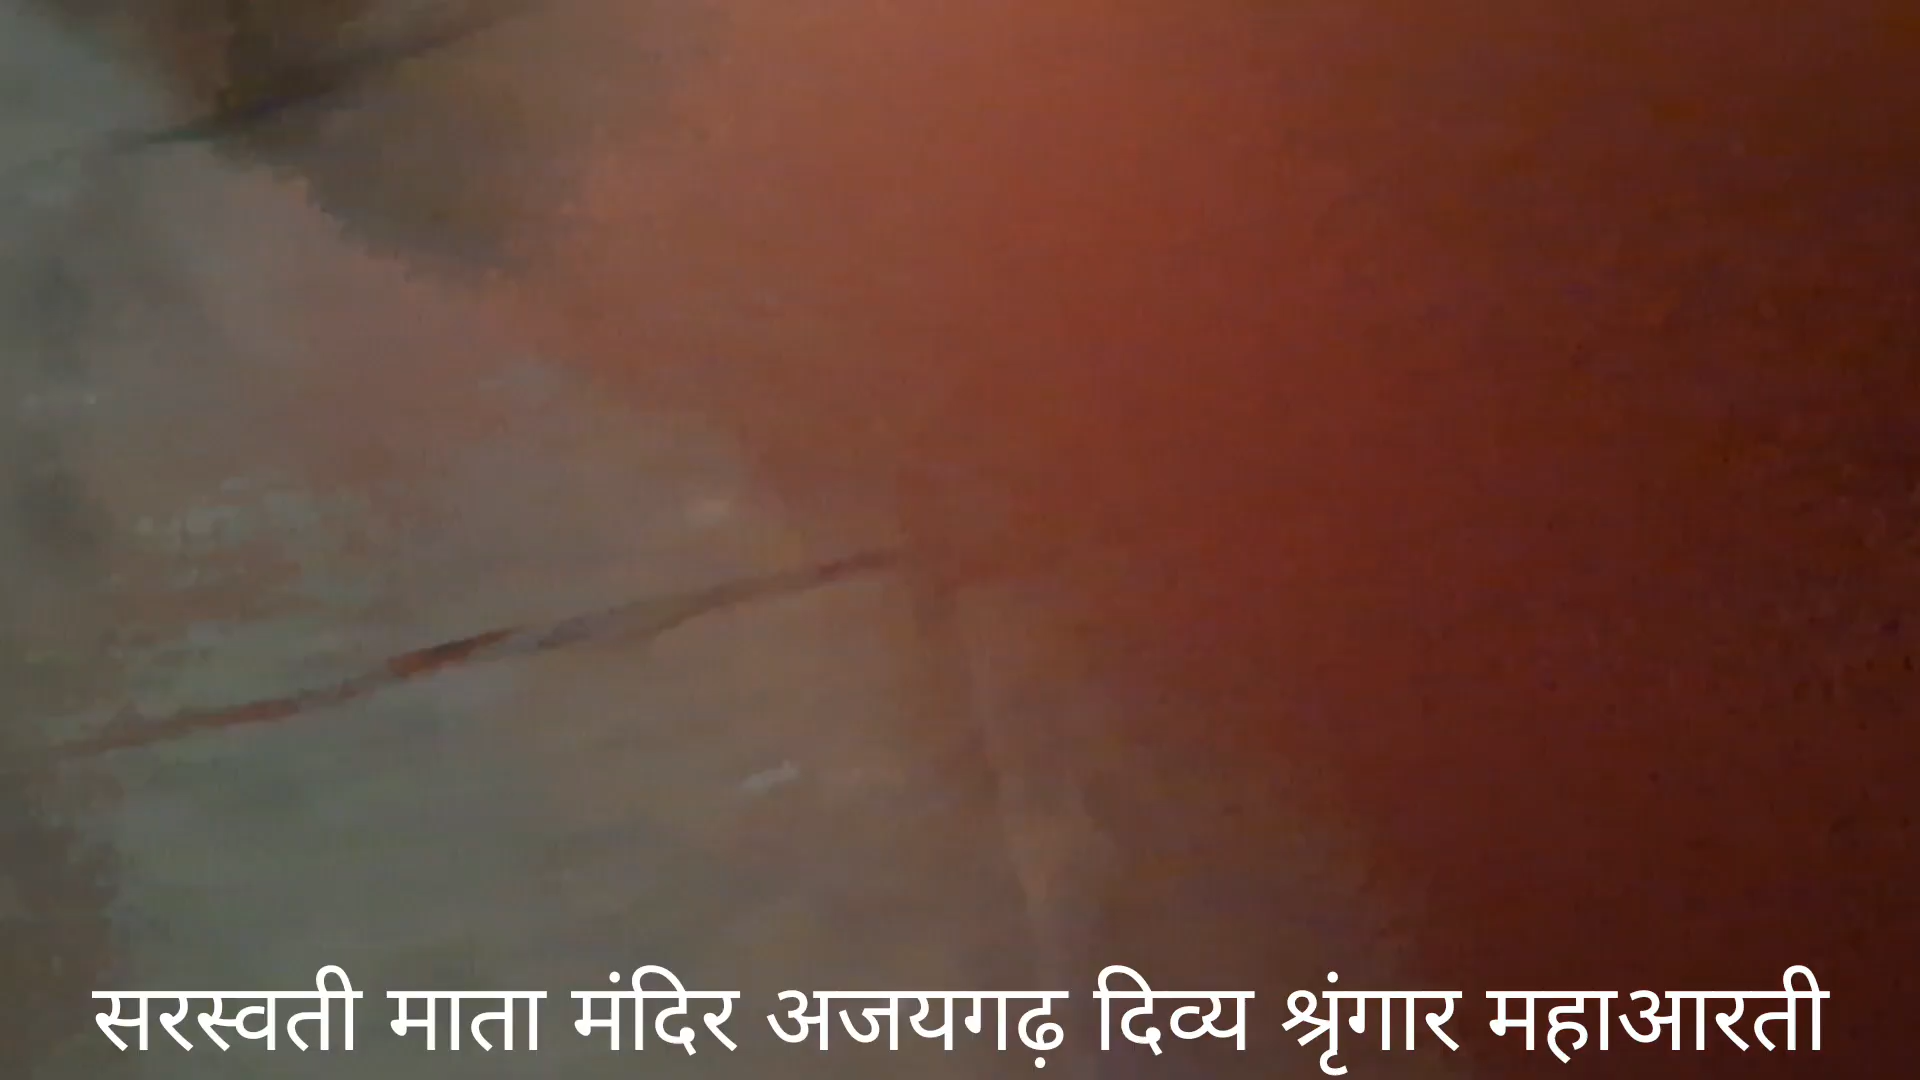 सरस्वती माता मंदिर अजयगढ़ दिव्य श्रृंगार महाआरती